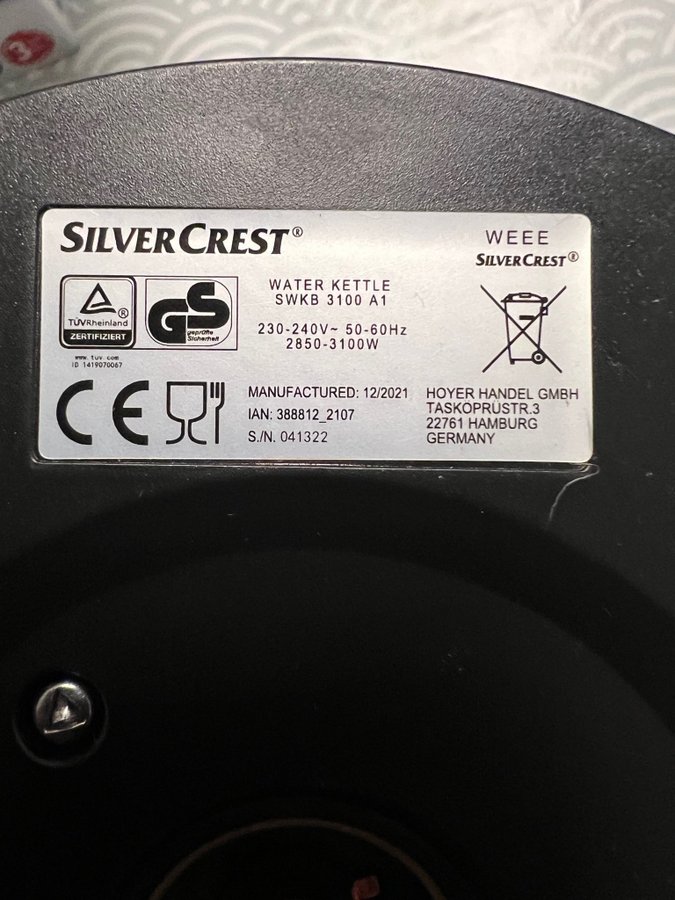 SILVERCREST®
WEEE
SILVERCREST®
WATER KETTLE
SWKB 3100 A1
230-240V~ 50-60Hz
2850-3100W
TÜVRheinland®
ZERTIFIZIERT
GS
geprüfte
Sicherheit
www.tuv.com
ID 1419070067
CE
MANUFACTURED: 12/2021
IAN: 388812_2107
S./N. 041322
HOYER HANDEL GMBH
TASKÖPRÜSTR.3
22761 HAMBURG
GERMANY
3